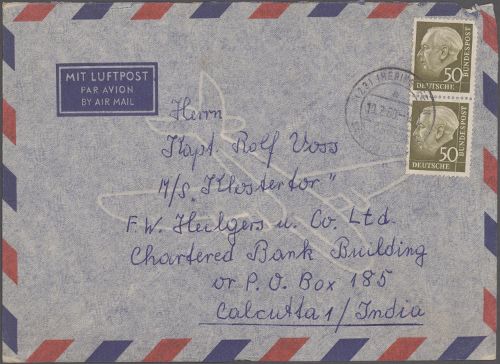 MIT LUFTPOST
PAR AVION
BY AIR MAIL
50
DEUTSCHE
BUNDESPOST
50
DEUTSCHE
BUNDESPOST
Herrn
Kapt. Rolf Voss
M/S „Klostertor"
F.W. Heilgers u. Co. Ltd.
Chartered Bank Building
or P.O. Box 185
Calcutta 1/India